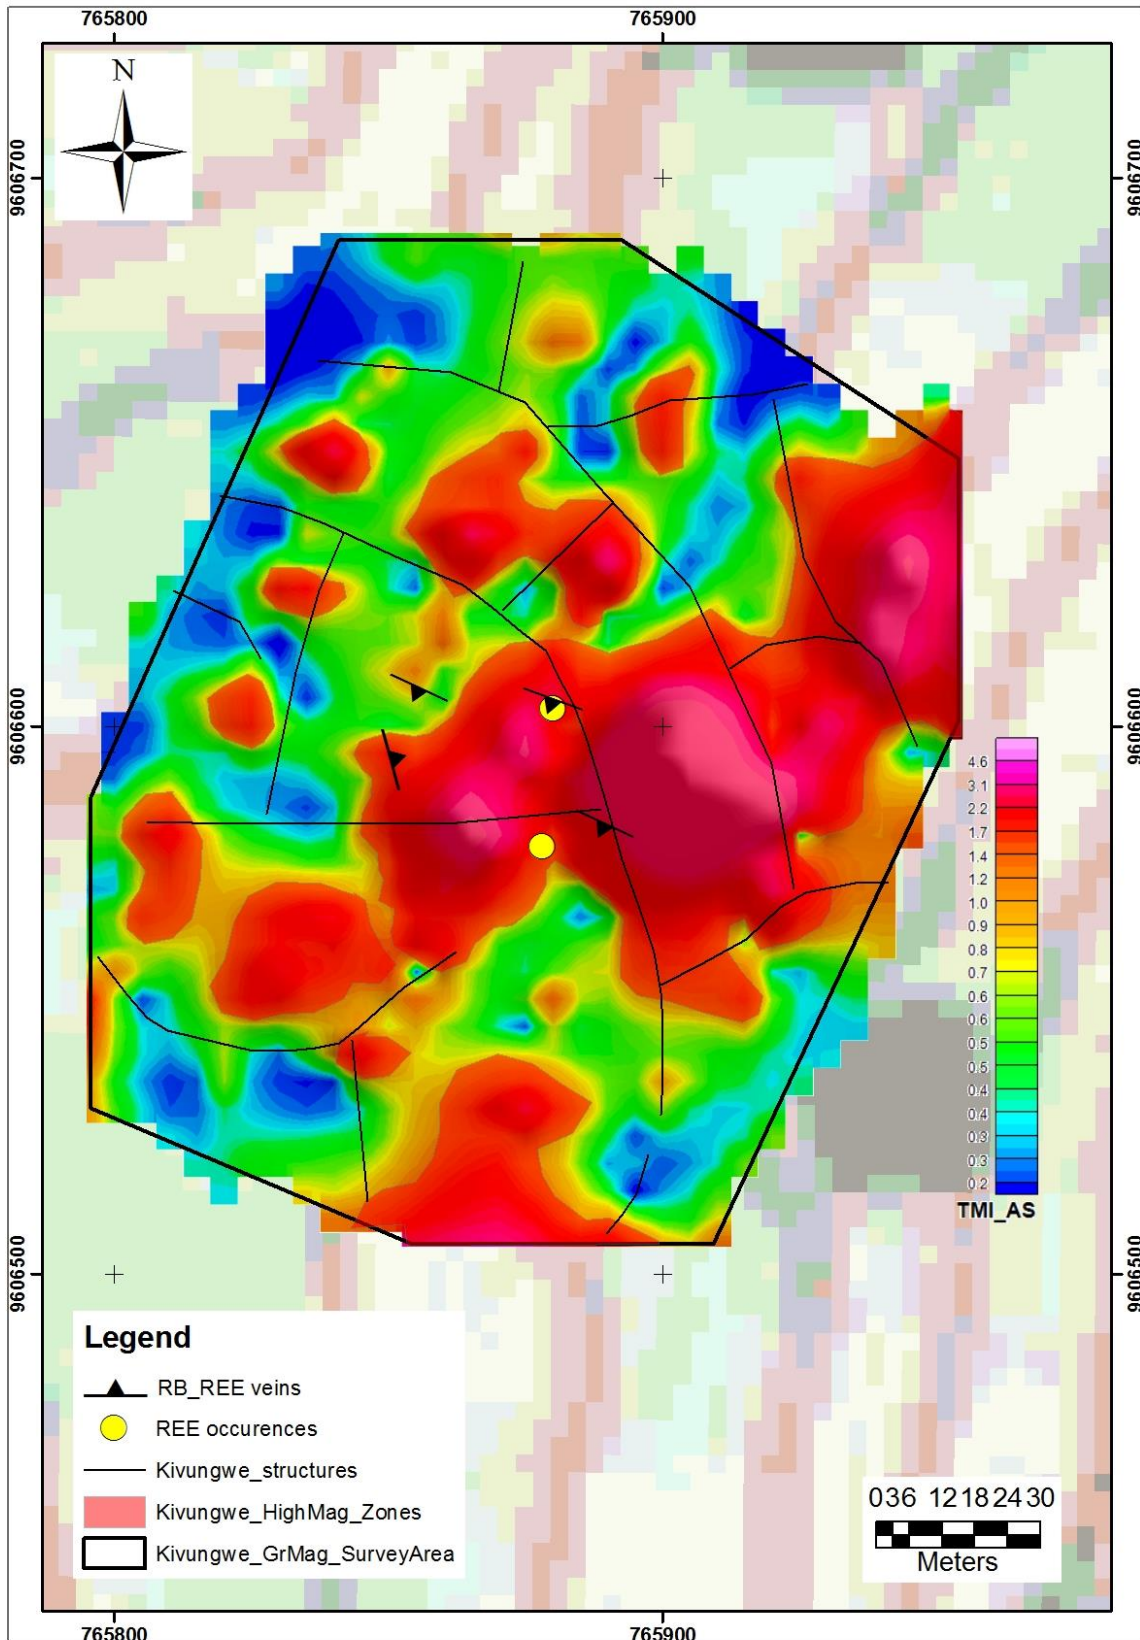 765800 765900
N
9606700 9606700
9606600 9606600
4.6
3.1
2.2
1.7
1.4
1.2
1.0
0.8
0.7
0.6
0.6
0.5
0.5
0.4
0.4
0.3
0.3
0.2
TMI_AS
9606500 9606500
Legend
RB_REE veins
REE occurences
Kivungwe_structures
Kivungwe_HighMag_Zones
Kivungwe_GrMag_SurveyArea
036 12 18 24 30
Meters
765800 765900